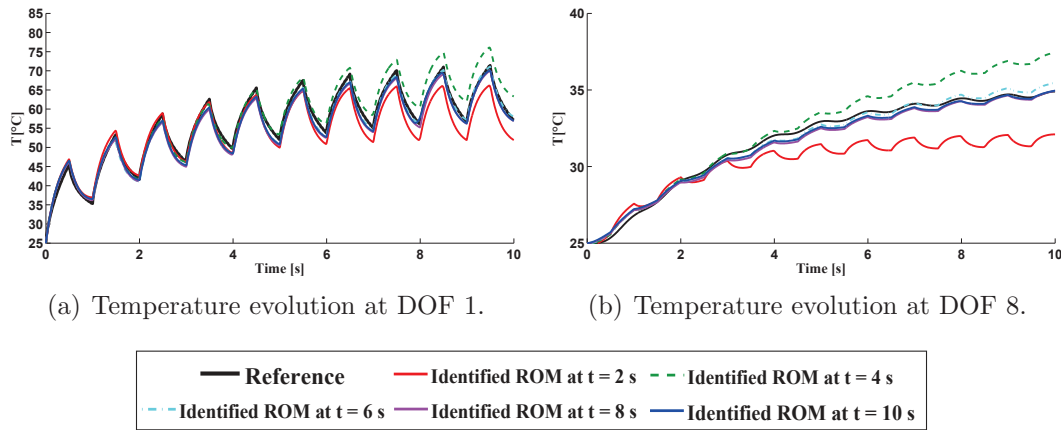 85
80
75
70
65
60
55
50
45
40
35
30
25
T[°C]
0
2
4
6
8
10
Time [s]
40
35
30
25
T[°C]
0
2
4
6
8
10
Time [s]
(a) Temperature evolution at DOF 1.
(b) Temperature evolution at DOF 8.
Reference
Identified ROM at t = 2 s
Identified ROM at t = 4 s
Identified ROM at t = 6 s
Identified ROM at t = 8 s
Identified ROM at t = 10 s